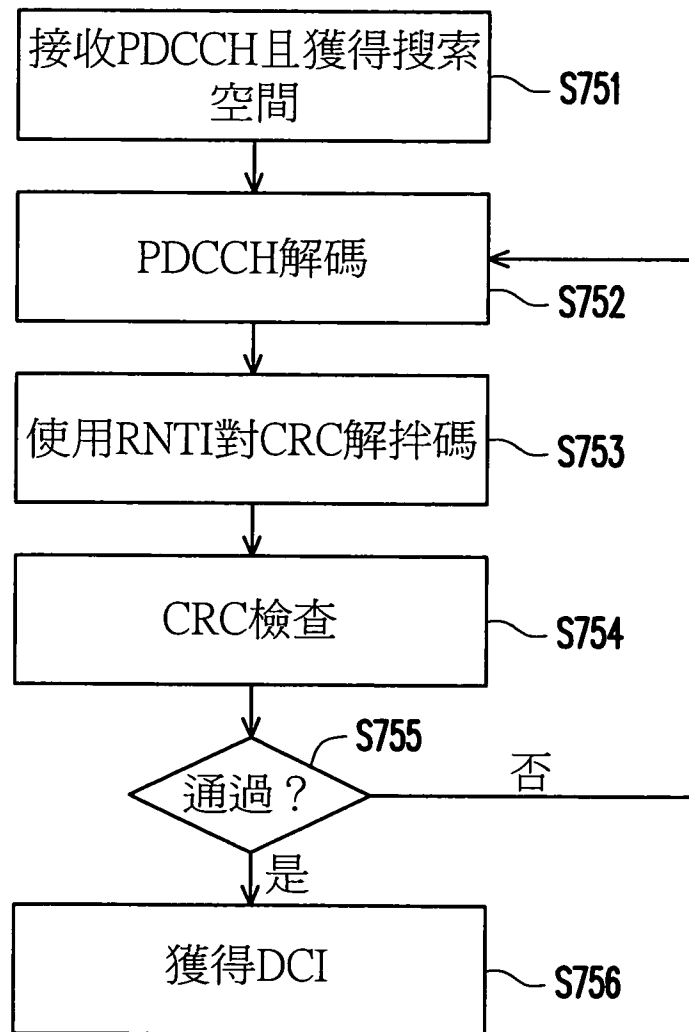 接收PDCCH且獲得搜索
空間
S751
PDCCH解碼
S752
使用RNTI對CRC解拌碼
S753
CRC檢查
S754
S755
通過？
否
是
獲得DCI
S756